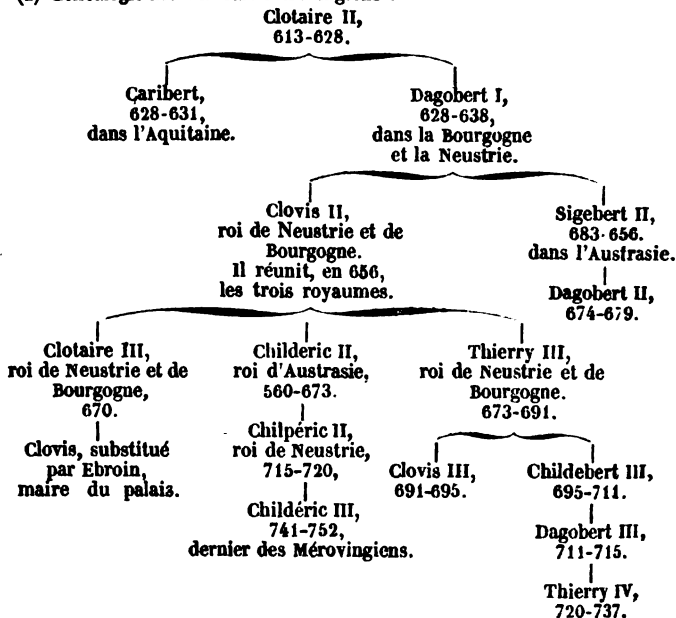 Clotaire II,
613-628.
Caribert,
628-631,
dans l'Aquitaine.
Dagobert I,
628-638,
dans la Bourgogne
et la Neustrie.
Clovis II,
roi de Neustrie et de
Bourgogne.
Il réunit, en 656,
les trois royaumes.
Sigebert II,
683-656.
dans l'Austrasie.
Dagobert II,
674-679.
Clotaire III,
roi de Neustrie et de
Bourgogne,
670.
Clovis, substitué
par Ebroin,
maire du palais.
Childeric II,
roi d'Austrasie,
560-673.
Chilpéric II,
roi de Neustrie,
715-720,
Childéric III,
741-752,
dernier des Mérovingiens.
Thierry III,
roi de Neustrie et de
Bourgogne.
673-691.
Clovis III,
691-695.
Childebert III,
695-711.
Dagobert III,
711-715.
Thierry IV,
720-737.